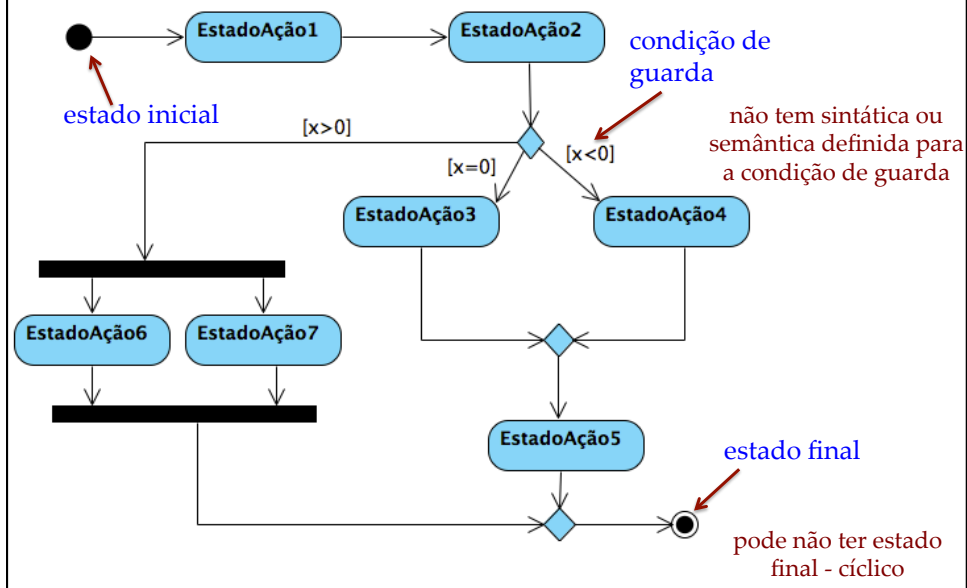 EstadoAção1
EstadoAção2
condição de
guarda
estado inicial
não tem sintática ou
semântica definida para
a condição de guarda
[x>0]
[x=0]
[x<0]
EstadoAção3
EstadoAção4
EstadoAção6
EstadoAção7
EstadoAção5
estado final
pode não ter estado
final - cíclico